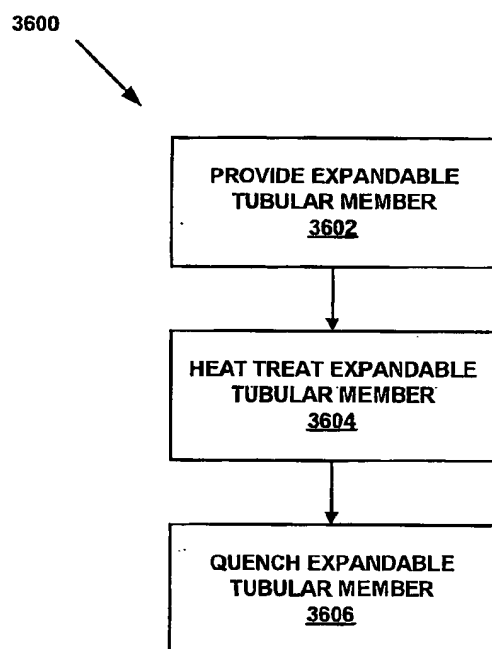 3600
PROVIDE EXPANDABLE
TUBULAR MEMBER
3602
HEAT TREAT EXPANDABLE
TUBULAR MEMBER
3604
QUENCH EXPANDABLE
TUBULAR MEMBER
3606